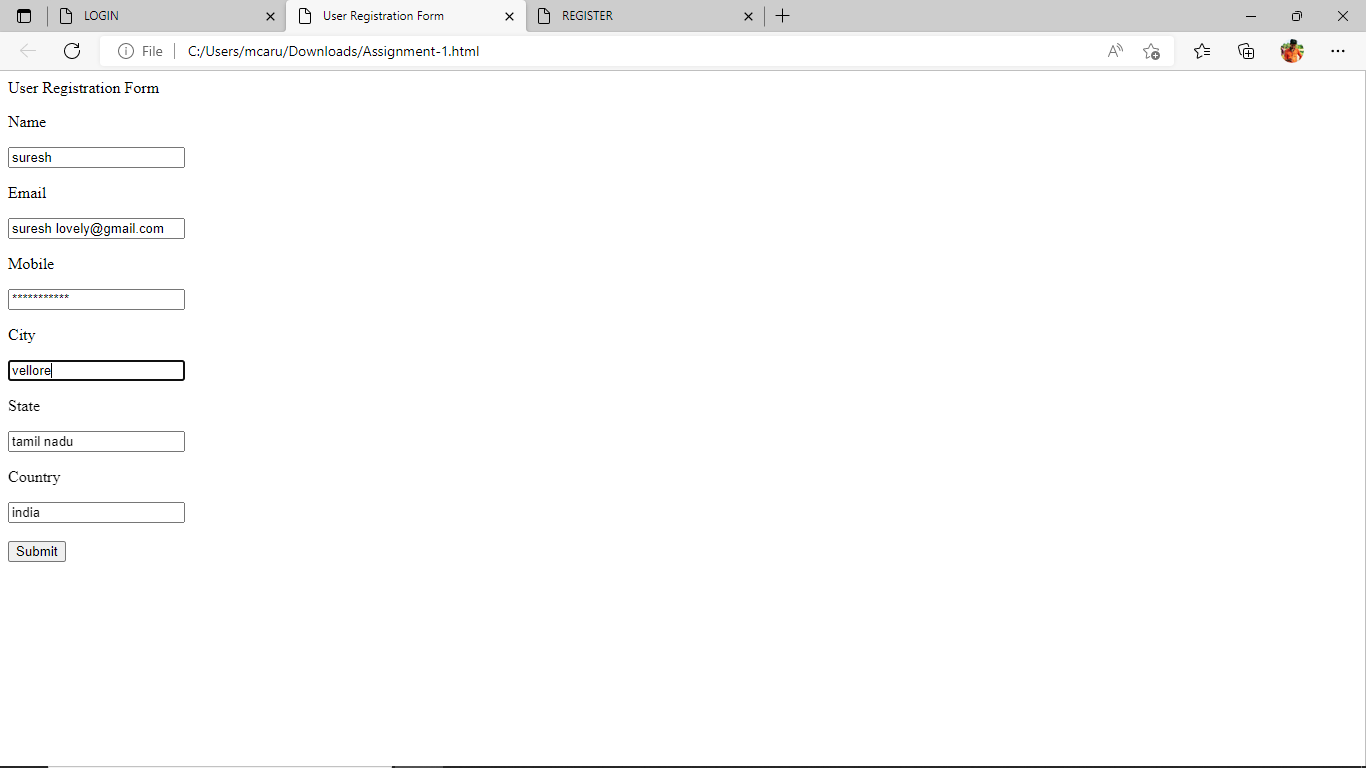 LOGIN
User Registration Form
REGISTER
File
C:/Users/mcaru/Downloads/Assignment-1.html
User Registration Form
Name
suresh
Email
suresh lovely@gmail.com
Mobile
***********
City
vellore
State
tamil nadu
Country
india
Submit